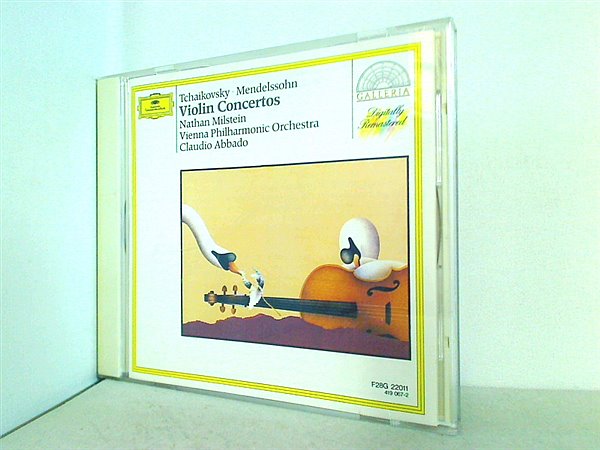 Tchaikovsky · Mendelssohn
Violin Concertos
Nathan Milstein
Vienna Philharmonic Orchestra
Claudio Abbado
GALLERIA
Digitally
Remastered
F28G 22011
419 067-2